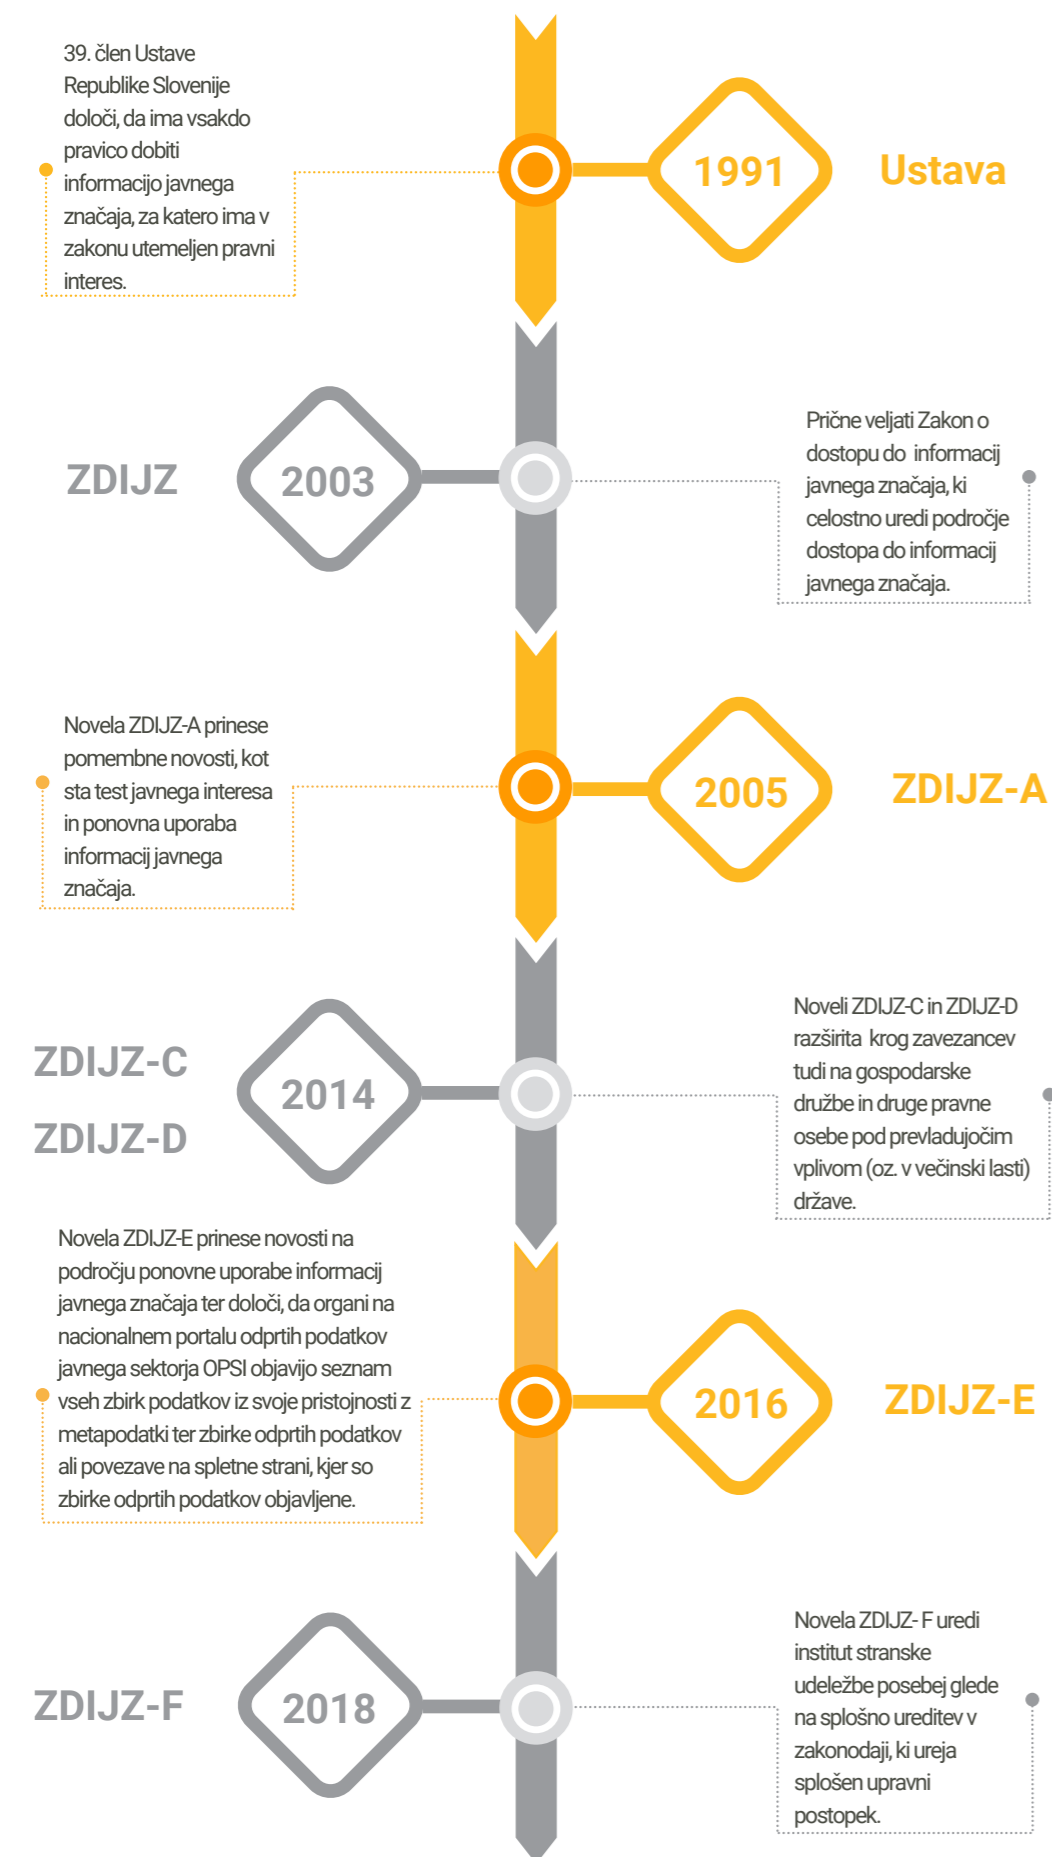 39. člen Ustave
Republike Slovenije
določi, da ima vsakdo
pravico dobiti
informacijo javnega
značaja, za katero ima v
zakonu utemeljen pravni
interes.
1991
Ustava
ZDIJZ
2003
Prične veljati Zakon o
dostopu do informacij
javnega značaja, ki
celostno uredi področje
dostopa do informacij
javnega značaja.
Novela ZDIJZ-A prinese
pomembne novosti, kot
sta test javnega interesa
in ponovna uporaba
informacij javnega
značaja.
2005
ZDIJZ-A
ZDIJZ-C
ZDIJZ-D
2014
Noveli ZDIJZ-C in ZDIJZ-D
razširita krog zavezancev
tudi na gospodarske
družbe in druge pravne
osebe pod prevladujočim
vplivom (oz. v večinski lasti)
države.
Novela ZDIJZ-E prinese novosti na
področju ponovne uporabe informacij
javnega značaja ter določi, da organi na
nacionalnem portalu odprtih podatkov
javnega sektorja OPSI objavijo seznam
vseh zbirk podatkov iz svoje pristojnosti z
metapodatki ter zbirke odprtih podatkov
ali povezave na spletne strani, kjer so
zbirke odprtih podatkov objavljene.
2016
ZDIJZ-E
ZDIJZ-F
2018
Novela ZDIJZ- F uredi
institut stranske
udeležbe posebej glede
na splošno ureditev v
zakonodaji, ki ureja
splošen upravni
postopek.